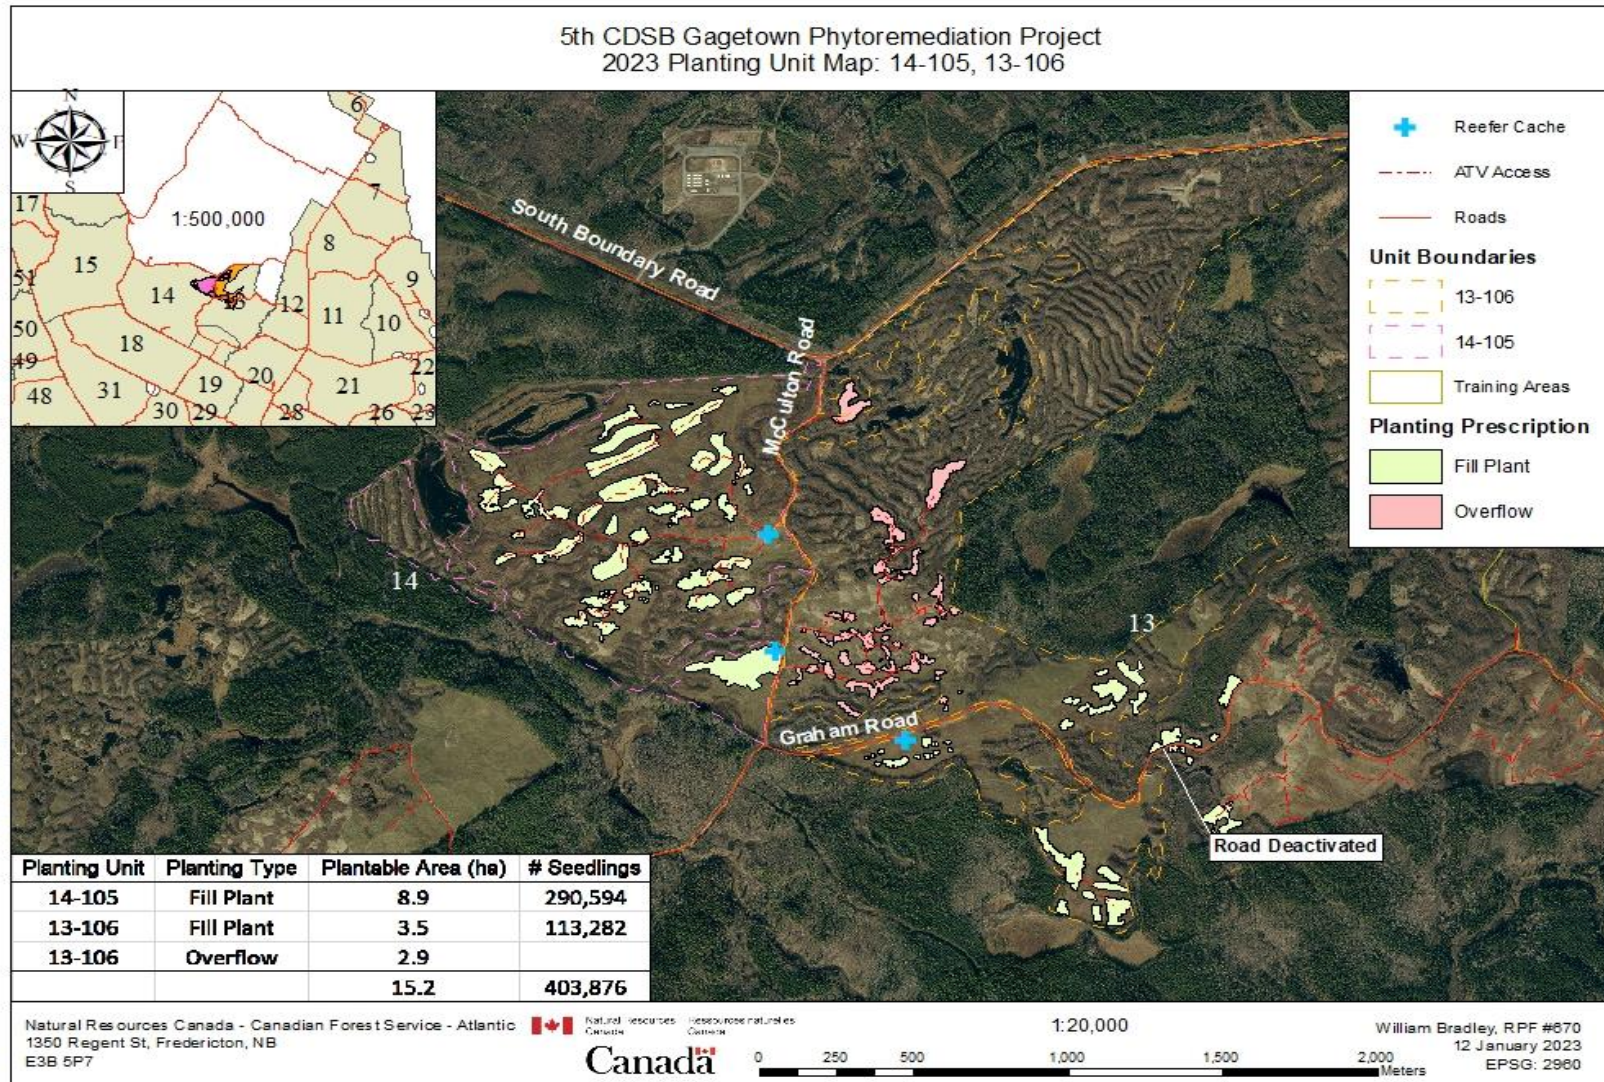 5th CDSB Gagetown Phytoremediation Project
2023 Planting Unit Map: 14-105, 13-106
N
W
E
S
1:500,000
6
7
17
8
15
51
9
14
13
12
11
10
50
18
49
22
48
31
19
20
21
30
29
28
26
23
South Boundary Road
McCulton Road
Graham Road
14
13
Road Deactivated
Reefer Cache
ATV Access
Roads
Unit Boundaries
13-106
14-105
Training Areas
Planting Prescription
Fill Plant
Overflow
Planting Unit Planting Type Plantable Area (ha) # Seedlings
14-105 Fill Plant 8.9 290,594
13-106 Fill Plant 3.5 113,282
13-106 Overflow 2.9
15.2 403,876
Natural Resources Canada - Canadian Forest Service - Atlantic
1350 Regent St, Fredericton, NB
E3B 5P7
Natural Resources Ressources naturelles
Canada Canada
Canada
1:20,000
0 250 500 1,000 1,500 2,000
Meters
William Bradley, RPF #670
12 January 2023
EPSG: 2960